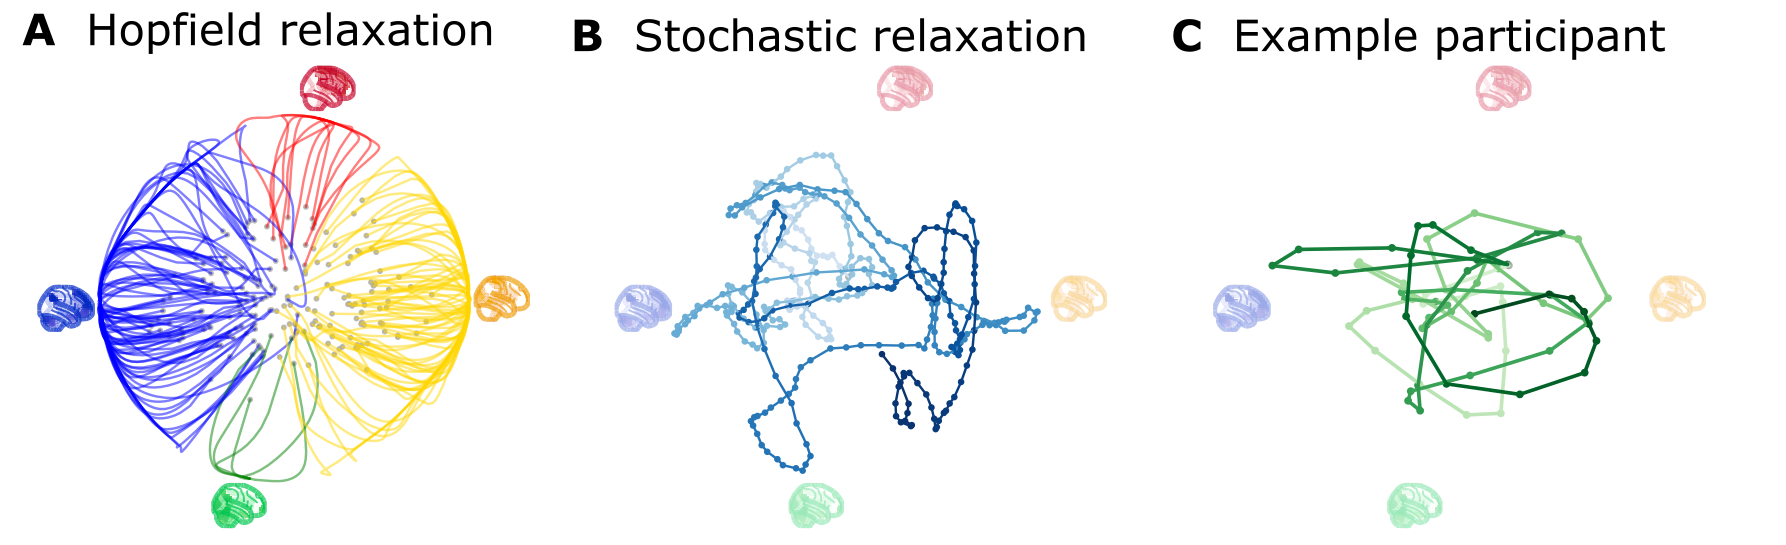 A Hopfield relaxation
B Stochastic relaxation
C Example participant